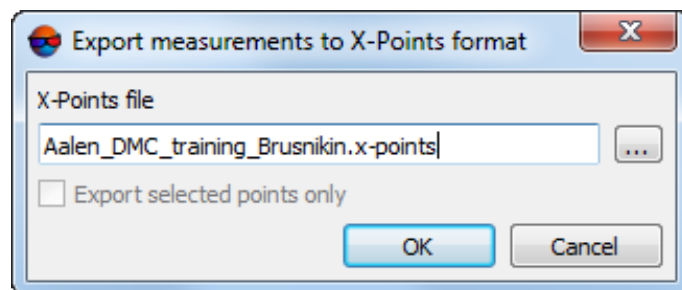 Export measurements to X-Points format
X-Points file
Aalen_DMC_training_Brusnikin.x-points
...
Export selected points only
OK
Cancel